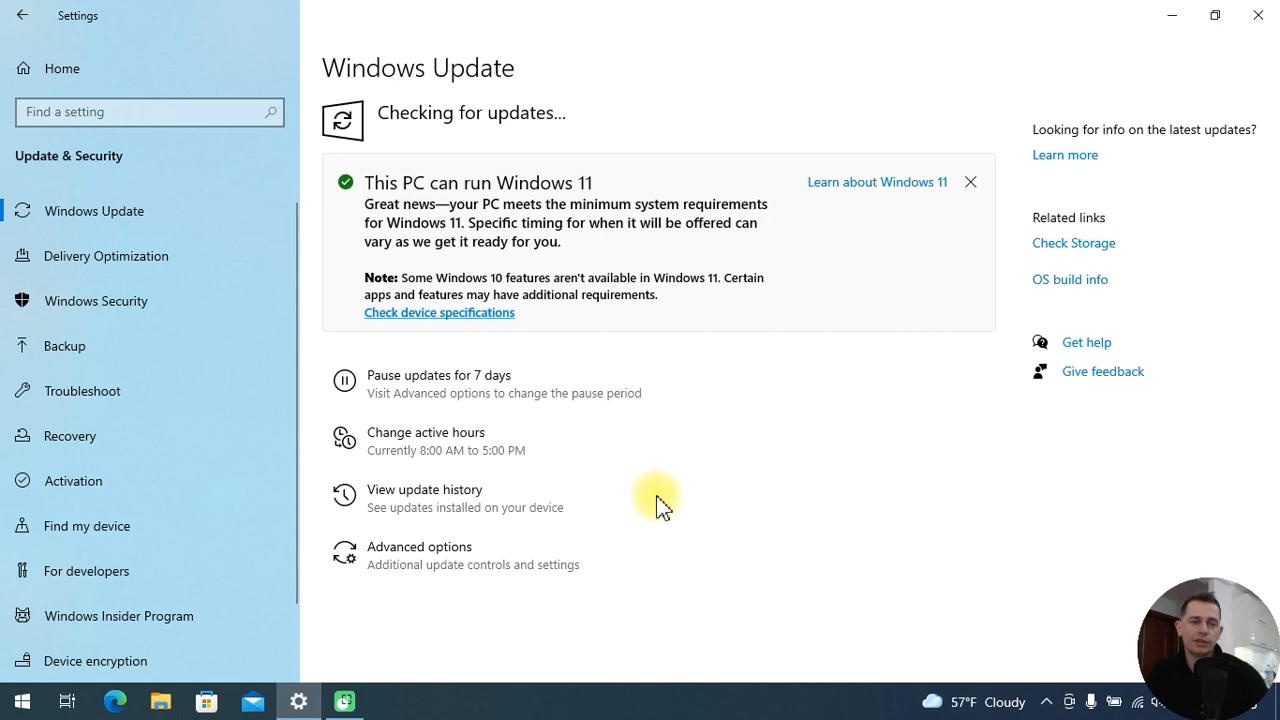 Settings
Home
Find a setting
Update & Security
Windows Update
Delivery Optimization
Windows Security
Backup
Troubleshoot
Recovery
Activation
Find my device
For developers
Windows Insider Program
Device encryption
Windows Update
Checking for updates...
This PC can run Windows 11
Learn about Windows 11
Great news—your PC meets the minimum system requirements
for Windows 11. Specific timing for when it will be offered can
vary as we get it ready for you.
Note: Some Windows 10 features aren't available in Windows 11. Certain
apps and features may have additional requirements.
Check device specifications
Pause updates for 7 days
Visit Advanced options to change the pause period
Change active hours
Currently 8:00 AM to 5:00 PM
View update history
See updates installed on your device
Advanced options
Additional update controls and settings
Looking for info on the latest updates?
Learn more
Related links
Check Storage
OS build info
Get help
Give feedback
57°F Cloudy